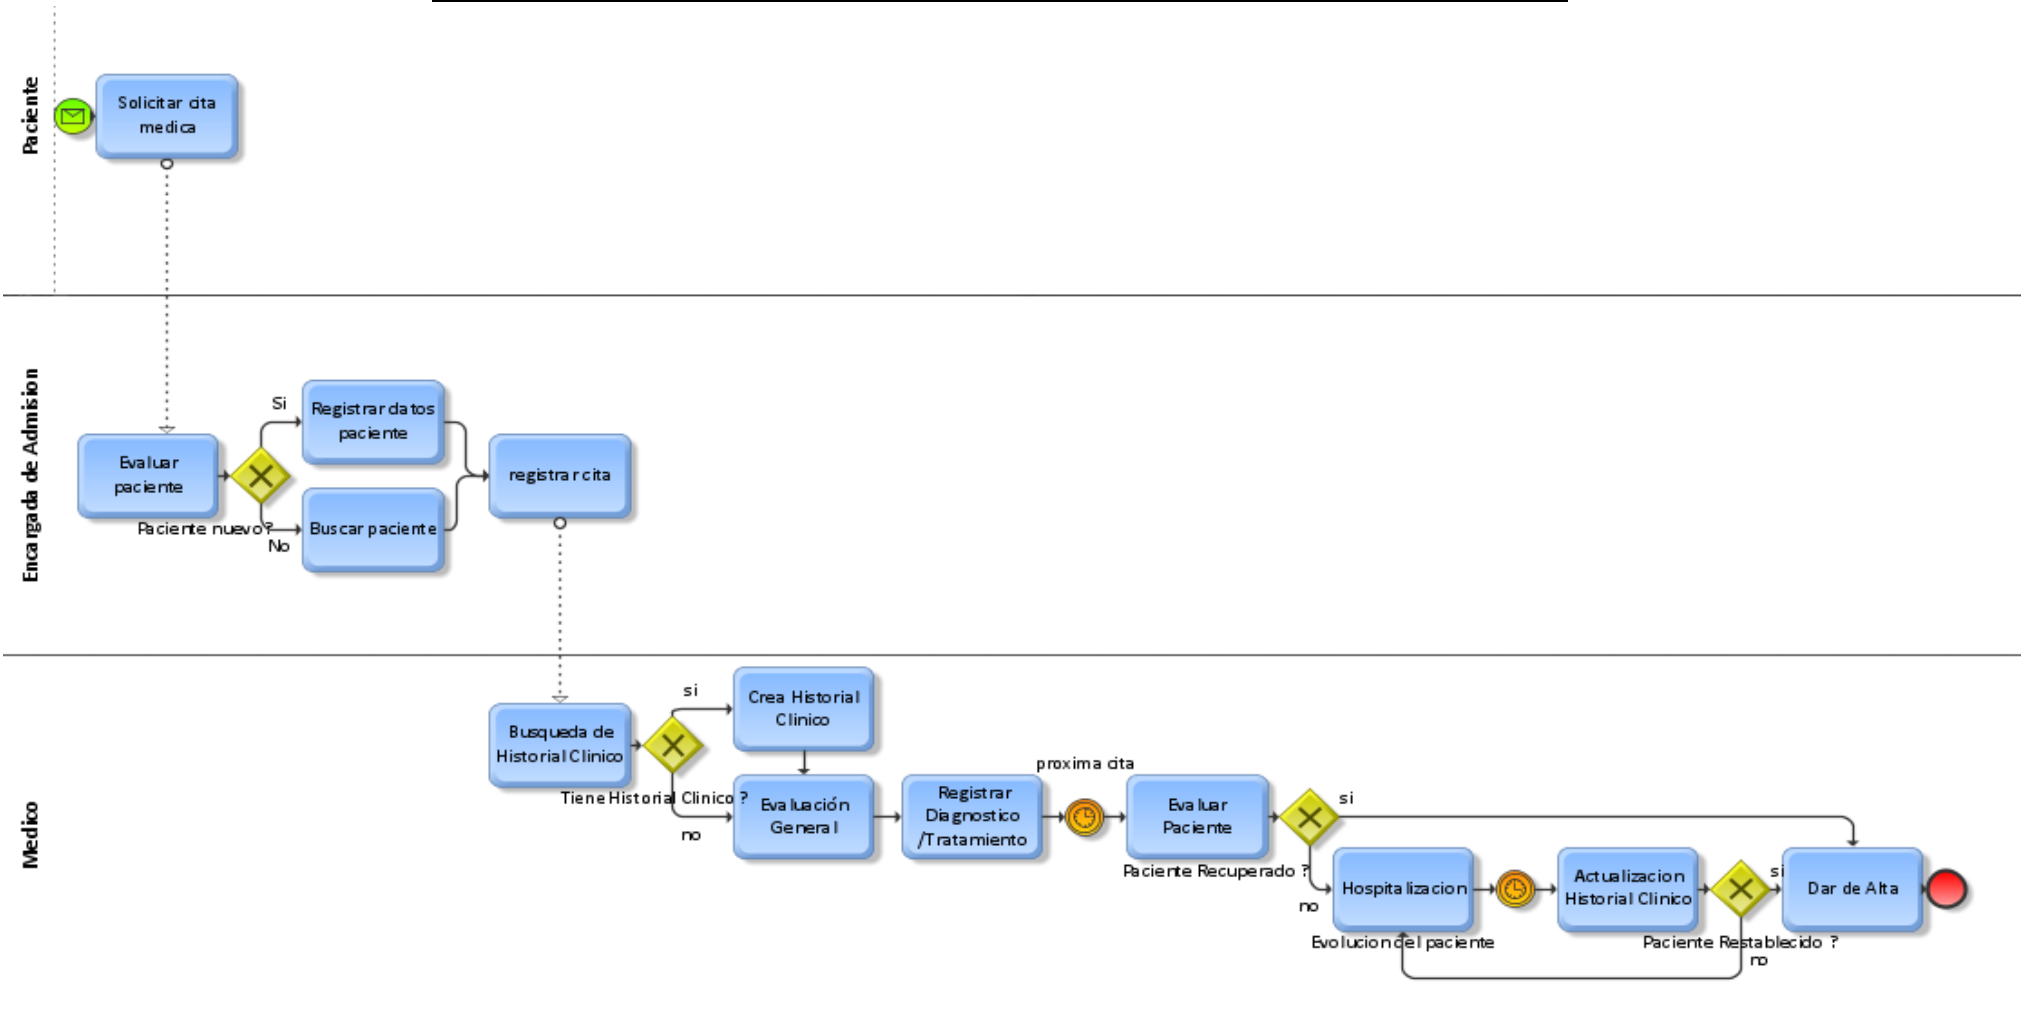 Paciente
Solicitar cita
medica
Encargada de Admision
Evaluar
paciente
Paciente nuevo?
Si
No
Registrar datos
paciente
Buscar paciente
registrar cita
Medico
Busqueda de
Historial Clinico
Tiene Historial Clinico ?
si
no
Crea Historial
Clinico
Evaluación
General
Registrar
Diagnostico
/Tratamiento
proxima cita
Evaluar
Paciente
Paciente Recuperado ?
si
no
Hospitalizacion
Evolucion del paciente
Actualizacion
Historial Clinico
Paciente Restablecido ?
si
no
Dar de Alta